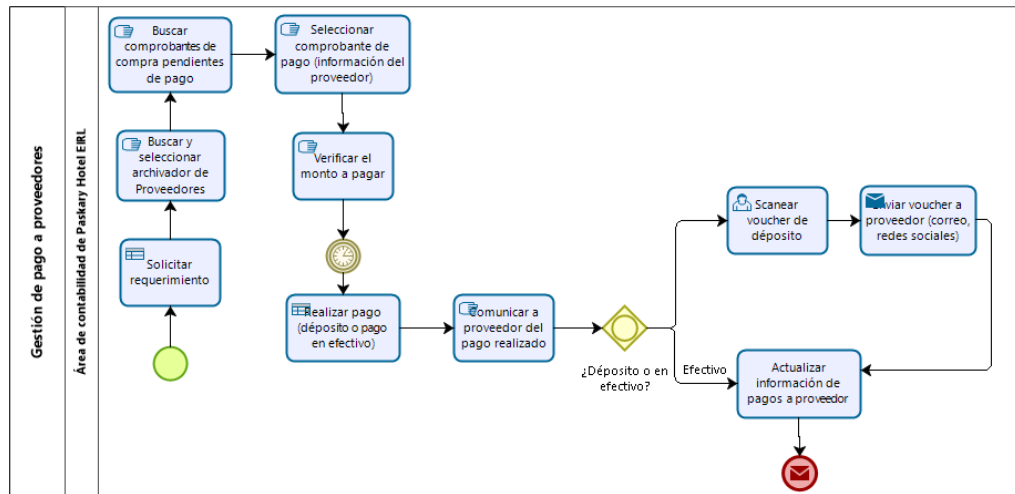 Gestión de pago a proveedores
Área de contabilidad de Paskary Hotel EIRL
Buscar
comprobantes de
compra pendientes
de pago
Seleccionar
comprobante de
pago (información del
proveedor)
Buscar y
seleccionar
archivador de
Proveedores
Verificar el
monto a pagar
Solicitar
requerimiento
Realizar pago
(déposito o pago
en efectivo)
Comunicar a
proveedor del
pago realizado
¿Déposito o en
efectivo?
Efectivo
Scanear
voucher de
déposito
Enviar voucher a
proveedor (correo,
redes sociales)
Actualizar
información de
pagos a proveedor